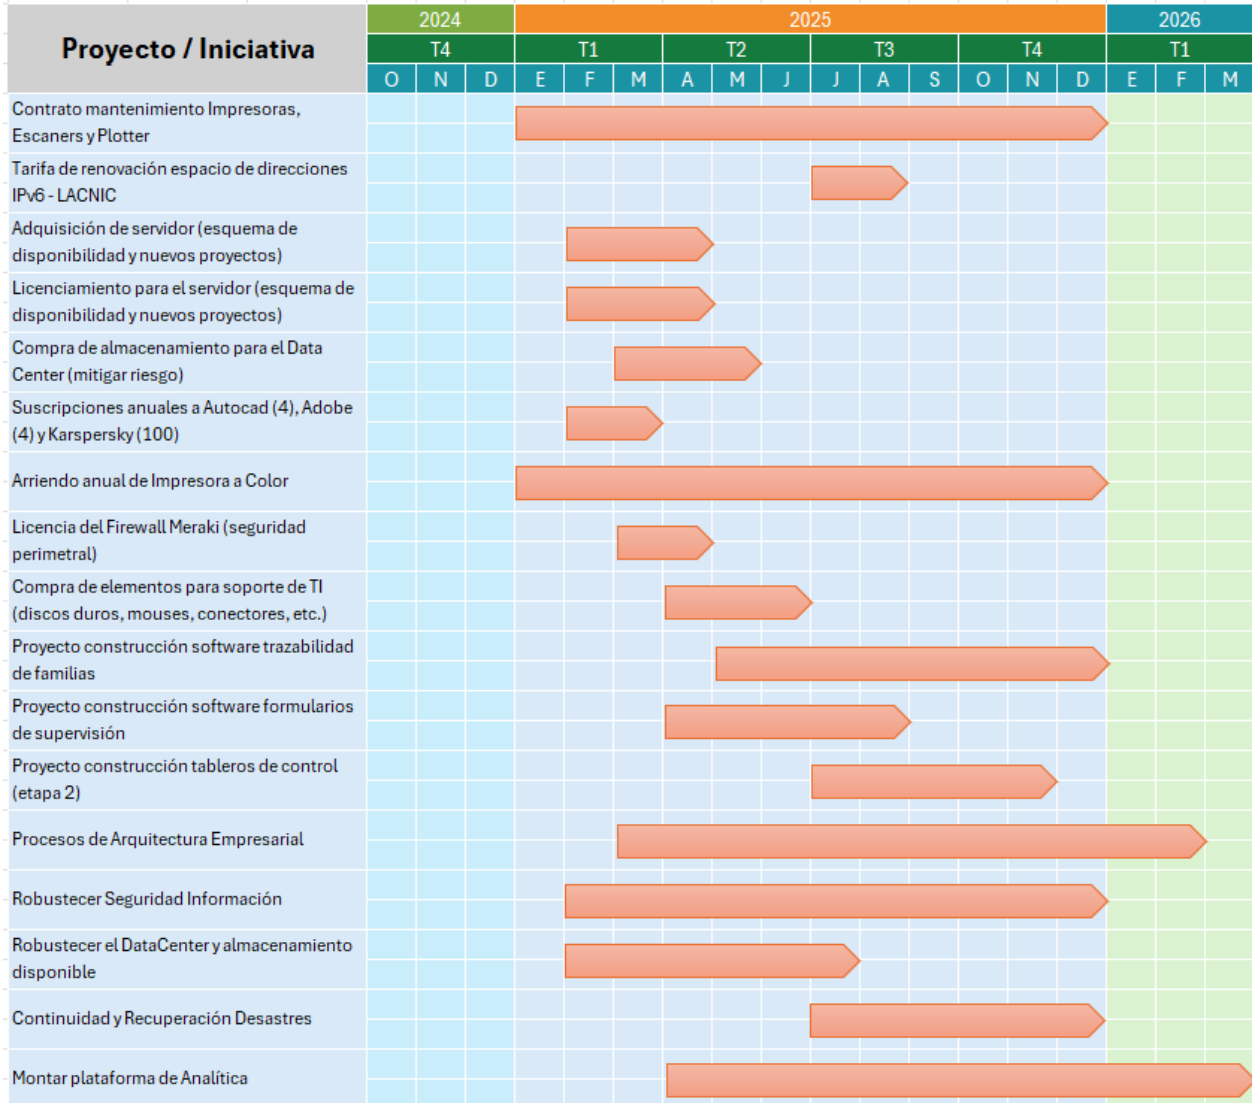 Proyecto / Iniciativa
2024 2025 2026
T4 T1 T2 T3 T4 T1
O N D E F M A M J J A S O N D E F M
Contrato mantenimiento Impresoras,
Escaners y Plotter
Tarifa de renovación espacio de direcciones
IPv6 - LACNIC
Adquisición de servidor (esquema de
disponibilidad y nuevos proyectos)
Licenciamiento para el servidor (esquema de
disponibilidad y nuevos proyectos)
Compra de almacenamiento para el Data
Center (mitigar riesgo)
Suscripciones anuales a Autocad (4), Adobe
(4) y Karspersky (100)
Arriendo anual de Impresora a Color
Licencia del Firewall Meraki (seguridad
perimetral)
Compra de elementos para soporte de TI
(discos duros, mouses, conectores, etc.)
Proyecto construcción software trazabilidad
de familias
Proyecto construcción software formularios
de supervisión
Proyecto construcción tableros de control
(etapa 2)
Procesos de Arquitectura Empresarial
Robustecer Seguridad Información
Robustecer el DataCenter y almacenamiento
disponible
Continuidad y Recuperación Desastres
Montar plataforma de Analítica